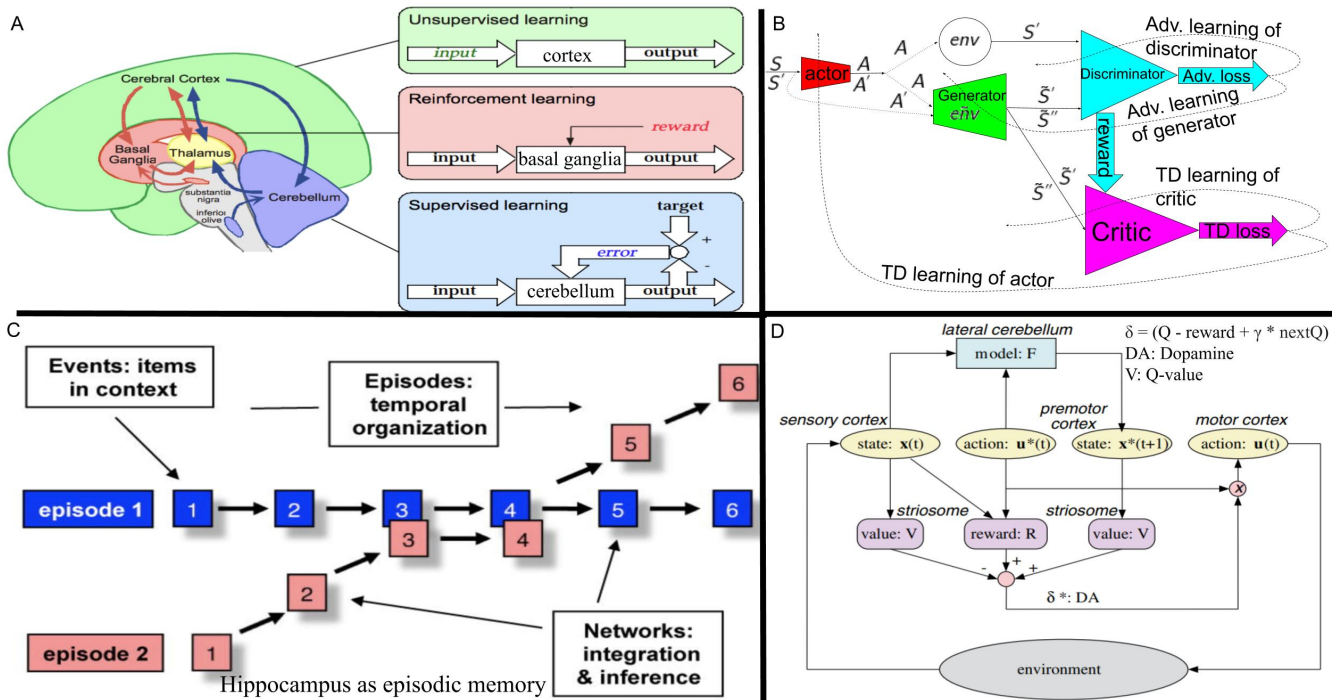 A
Cerebral Cortex
Basal
Ganglia
Thalamus
substantia
nigra
inferior
olive
Cerebellum
Unsupervised learning
input
cortex
output
Reinforcement learning
reward
input
basal ganglia
output
Supervised learning
target
+
error
-
input
cerebellum
output
B
S
S′
actor
A
A′
A
env
S′
A
A′
Generator
eñv
S̃′
S̃″
Discriminator
Adv. learning of
discriminator
Adv. loss
Adv. learning
of generator
reward
S̃″
S̃′
TD learning of
critic
Critic
TD loss
TD learning of actor
C
Events: items
in context
Episodes:
temporal
organization
6
5
episode 1
1
2
3
4
5
6
3
4
2
episode 2
1
Networks:
integration
& inference
Hippocampus as episodic memory
D
lateral cerebellum
model: F
δ = (Q - reward + γ * nextQ)
DA: Dopamine
V: Q-value
sensory cortex
premotor
cortex
motor cortex
state: x(t)
action: u*(t)
state: x*(t+1)
action: u(t)
x
striosome
striosome
value: V
reward: R
value: V
-
+
+
δ *: DA
environment